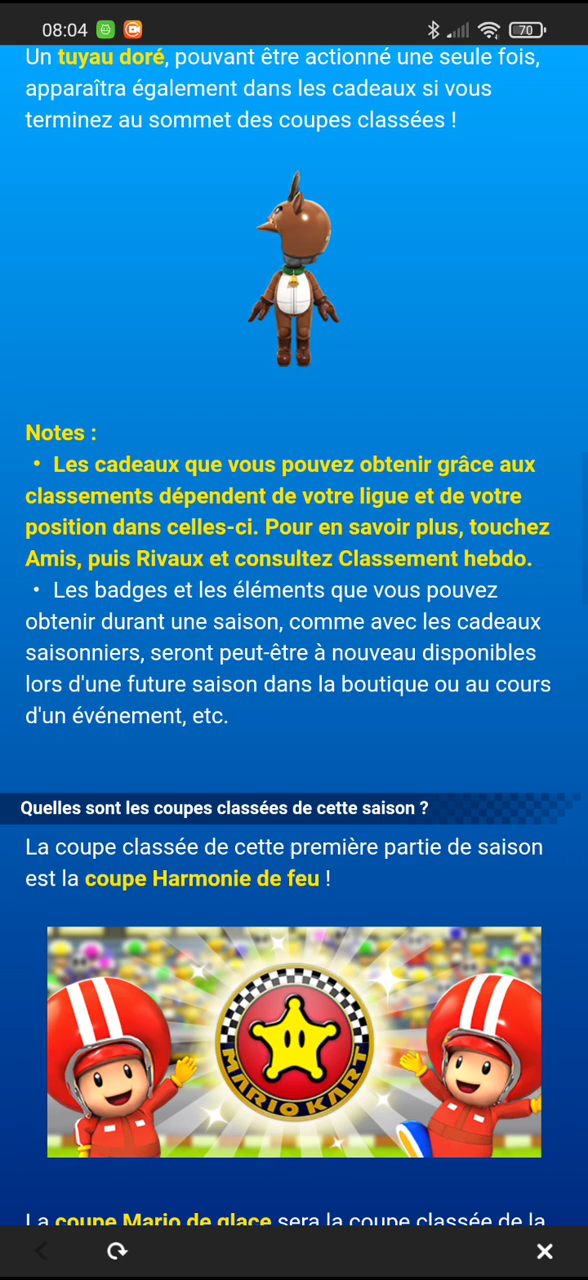 08:04
70
Un tuyau doré, pouvant être actionné une seule fois,
apparaîtra également dans les cadeaux si vous
terminez au sommet des coupes classées !
Notes :
• Les cadeaux que vous pouvez obtenir grâce aux
classements dépendent de votre ligue et de votre
position dans celles-ci. Pour en savoir plus, touchez
Amis, puis Rivaux et consultez Classement hebdo.
• Les badges et les éléments que vous pouvez
obtenir durant une saison, comme avec les cadeaux
saisonniers, seront peut-être à nouveau disponibles
lors d'une future saison dans la boutique ou au cours
d'un événement, etc.
Quelles sont les coupes classées de cette saison ?
La coupe classée de cette première partie de saison
est la coupe Harmonie de feu !
MARIO KART
La coupe Mario de glace sera la coupe classée de la